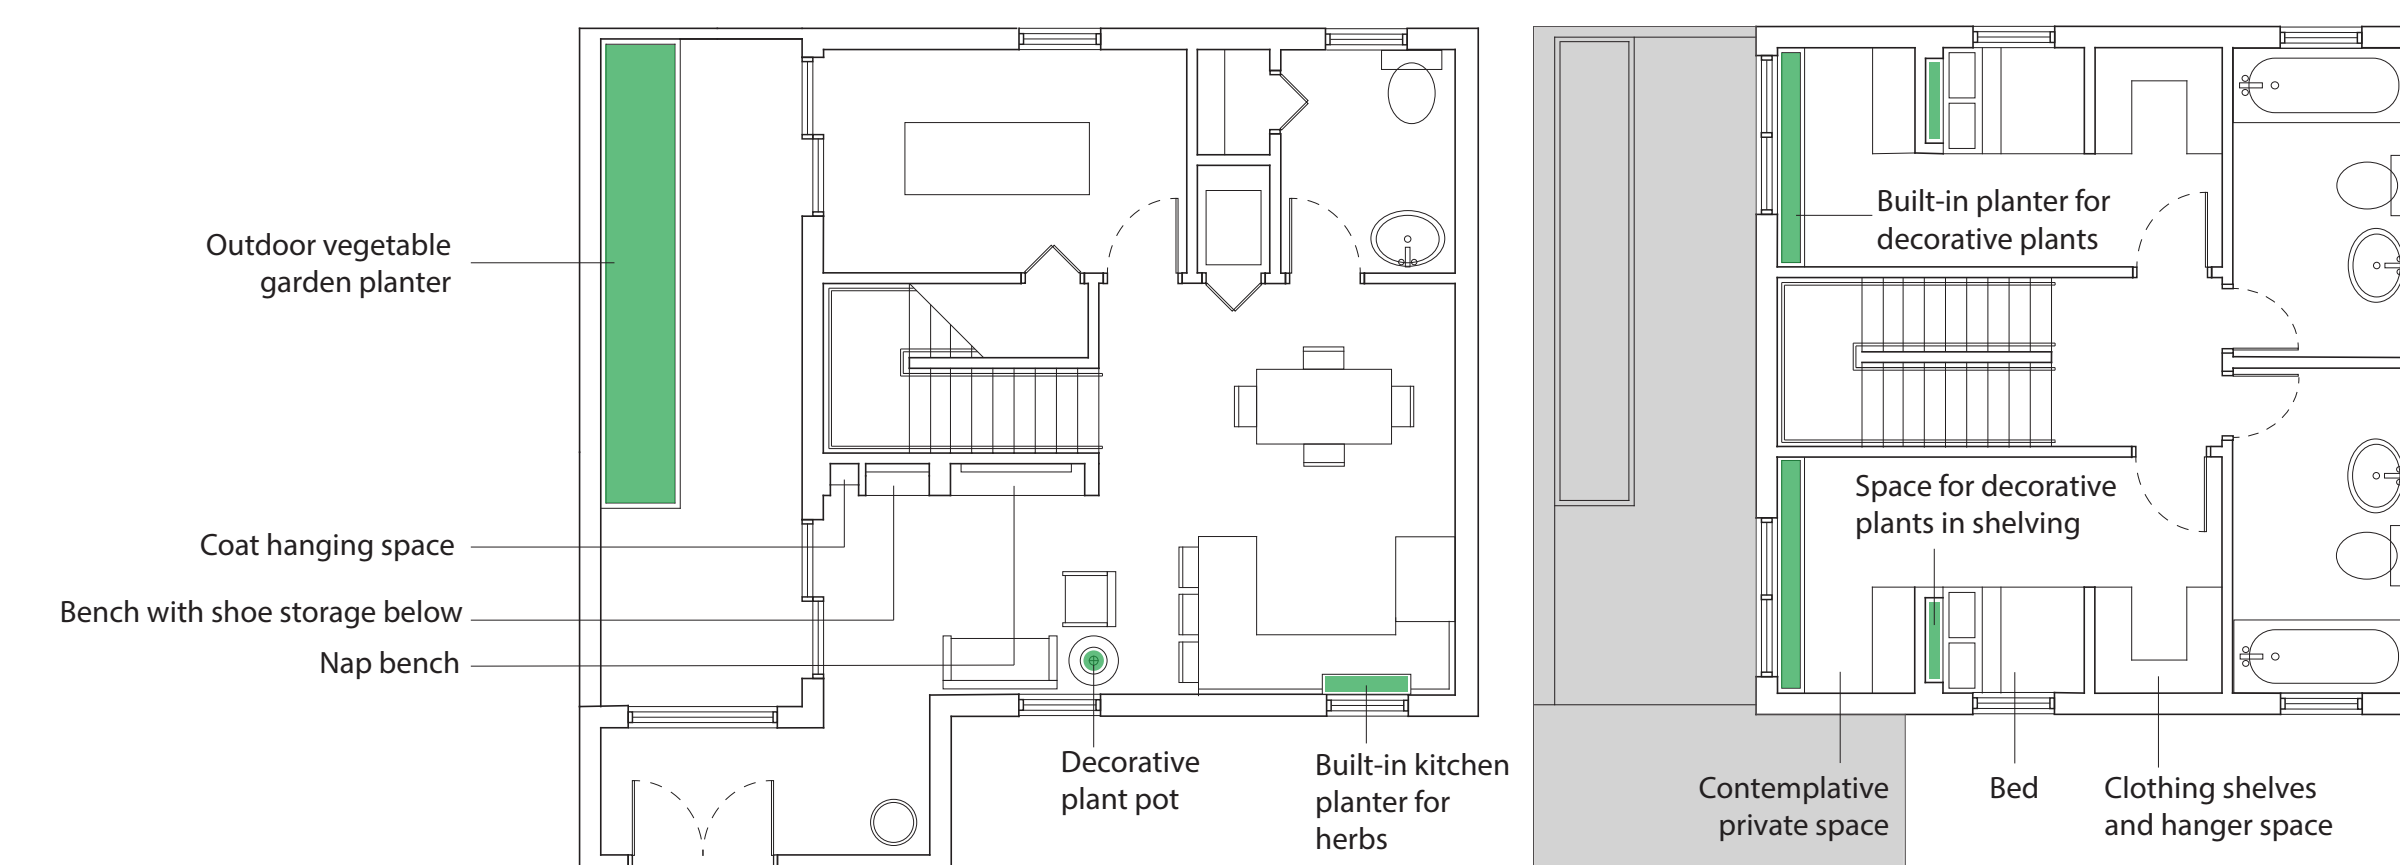 Outdoor vegetable
garden planter
Coat hanging space
Bench with shoe storage below
Nap bench
Decorative
plant pot
Built-in kitchen
planter for
herbs
Built-in planter for
decorative plants
Space for decorative
plants in shelving
Contemplative
private space
Bed
Clothing shelves
and hanger space